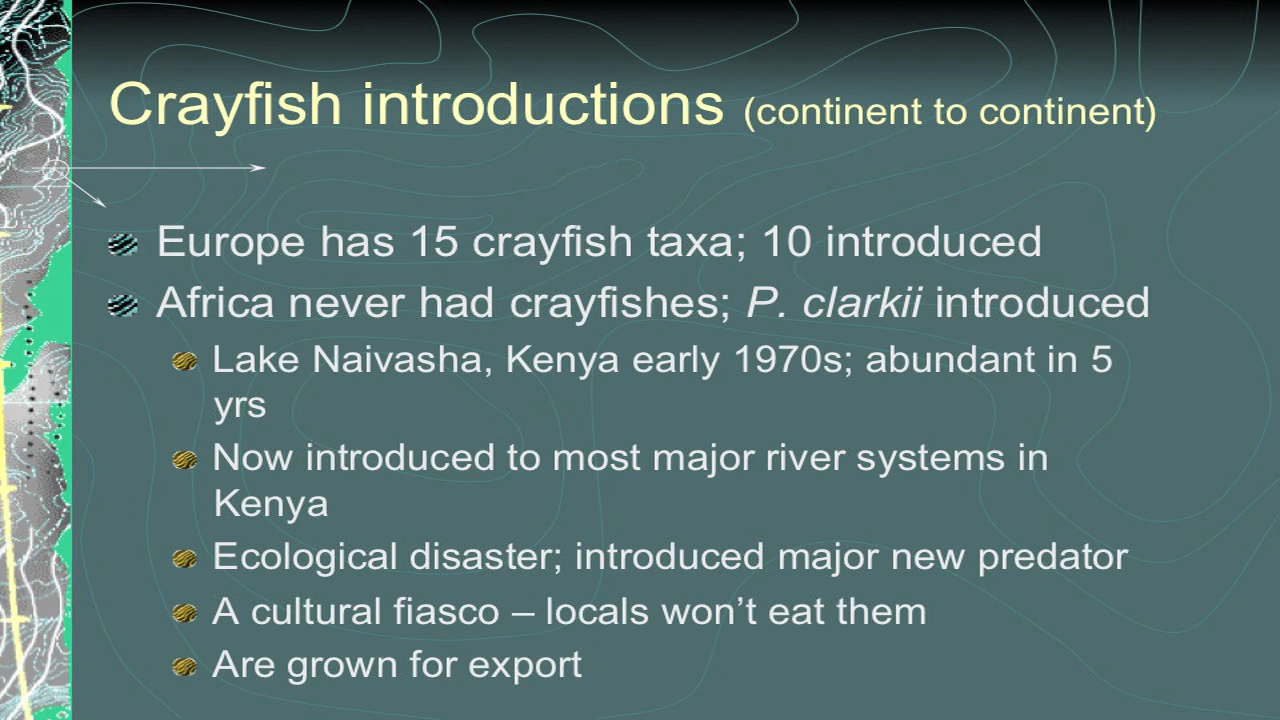 Crayfish introductions (continent to continent)
Europe has 15 crayfish taxa; 10 introduced
Africa never had crayfishes; P. clarkii introduced
Lake Naivasha, Kenya early 1970s; abundant in 5
yrs
Now introduced to most major river systems in
Kenya
Ecological disaster; introduced major new predator
A cultural fiasco – locals won’t eat them
Are grown for export